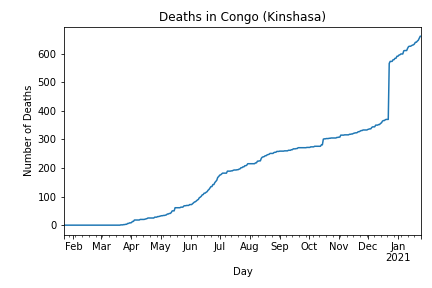 Deaths in Congo (Kinshasa)
600
500
400
300
200
100
0
Number of Deaths
Feb Mar Apr May Jun Jul Aug Sep Oct Nov Dec Jan
2021
Day